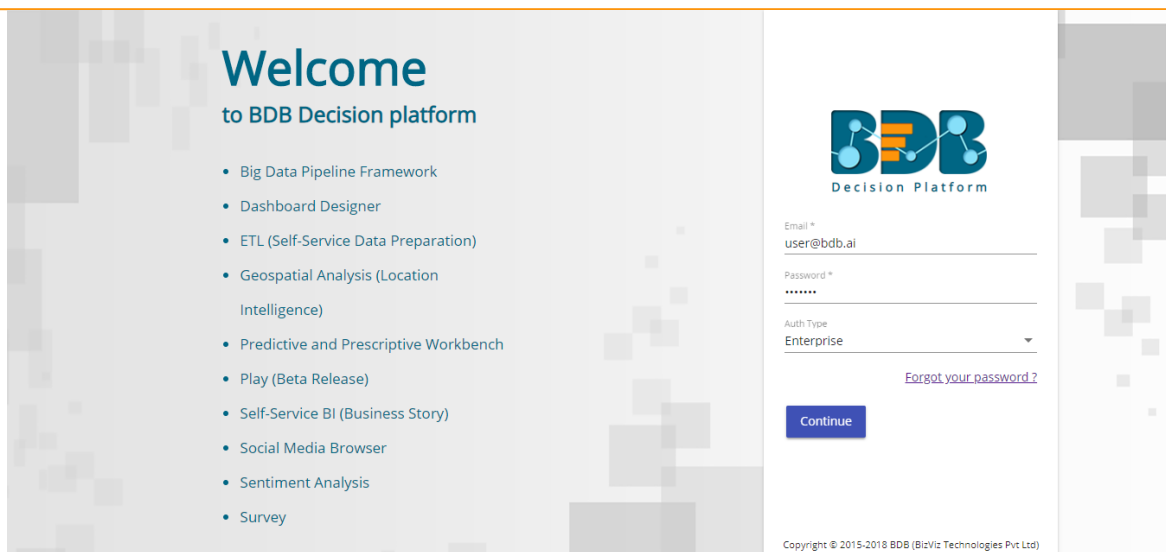 Welcome
to BDB Decision platform
Big Data Pipeline Framework
Dashboard Designer
ETL (Self-Service Data Preparation)
Geospatial Analysis (Location
Intelligence)
Predictive and Prescriptive Workbench
Play (Beta Release)
Self-Service BI (Business Story)
Social Media Browser
Sentiment Analysis
Survey
BDB
Decision Platform
Email *
user@bdb.ai
Password *
•••••••
Auth Type
Enterprise
Forgot your password ?
Continue
Copyright © 2015-2018 BDB (BizViz Technologies Pvt Ltd)